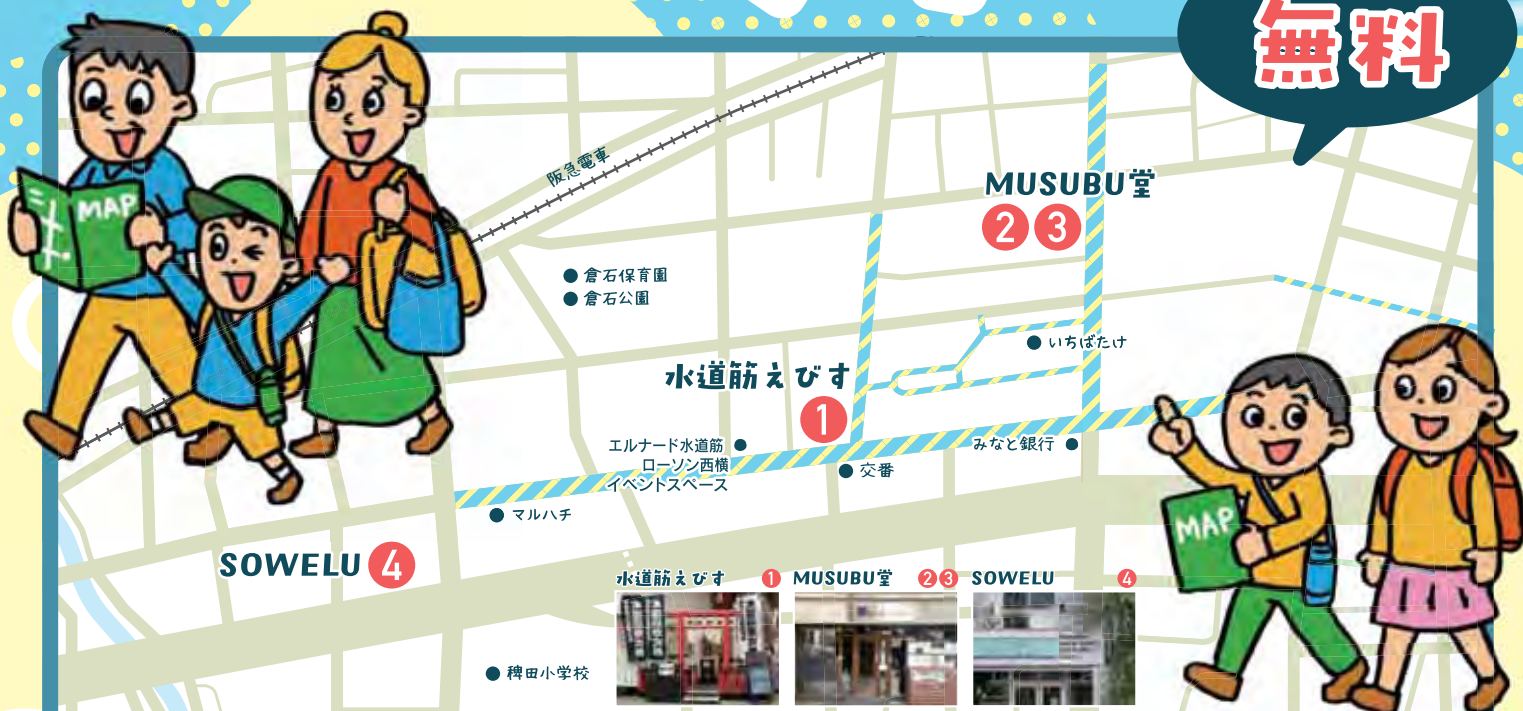 無料
MAP
阪急電車
MUSUBU堂
2 3
倉石保育園
倉石公園
いちばたけ
水道筋えびす
1
エルナード水道筋
ローソン西横
イベントスペース
みなと銀行
交番
マルハチ
MAP
SOWELU 4
水道筋えびす 1 MUSUBU堂 2 3 SOWELU 4
稗田小学校